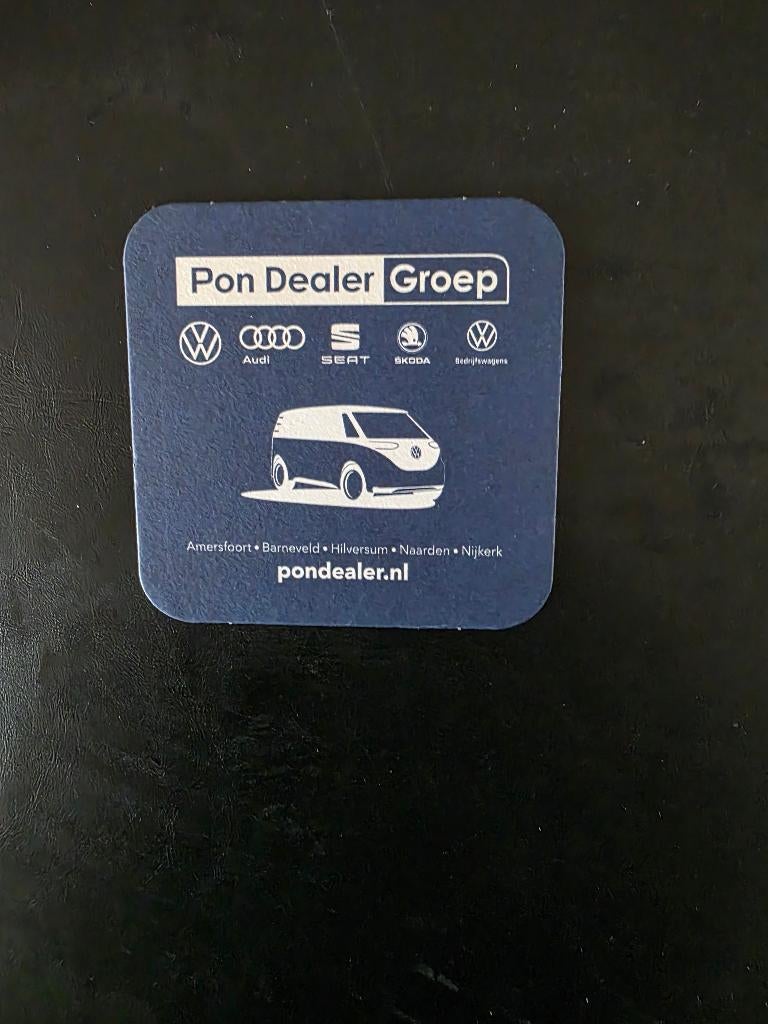 Pon Dealer Groep
Audi SEAT ŠKODA Bedrijfswagens
Amersfoort • Barneveld • Hilversum • Naarden • Nijkerk
pondealer.nl